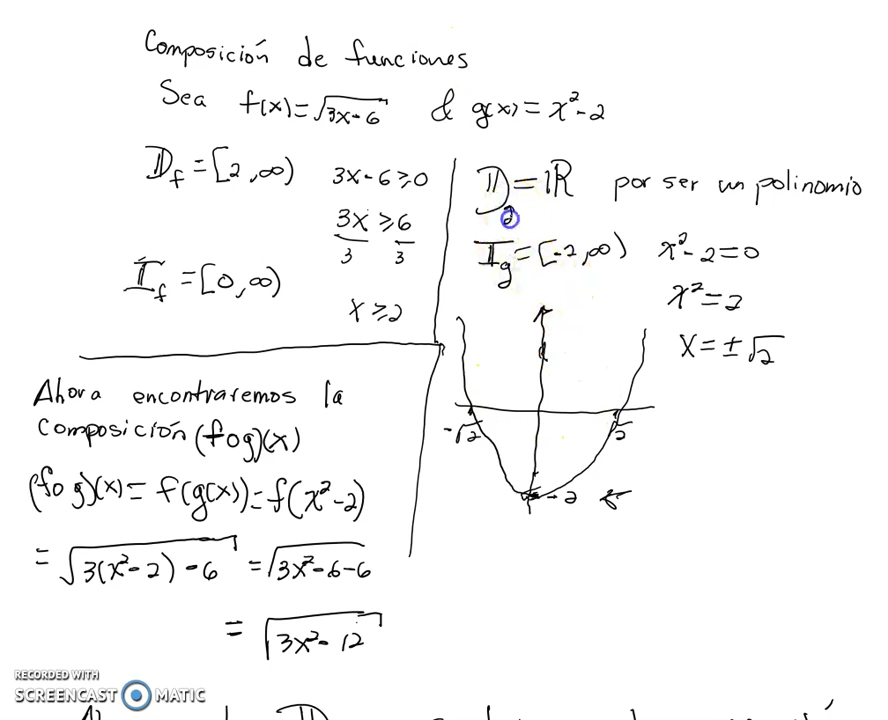 Composición de funciones
Sea f(x)=√3x-6 & g(x)=x²-2
D_f=[2,∞)
3x-6≥0
3x≥6
3 3
x≥2
I_f=[0,∞)
D_g=ℝ por ser un polinomio
I_g=[-2,∞)
x²-2=0
x²=2
x=±√2
-√2 √2
-2
Ahora encontraremos la
composición (fog)(x)
(fog)(x)=f(g(x))=f(x²-2)
=√3(x²-2)-6 =√3x²-6-6
=√3x²-12
RECORDED WITH
SCREENCAST MATIC